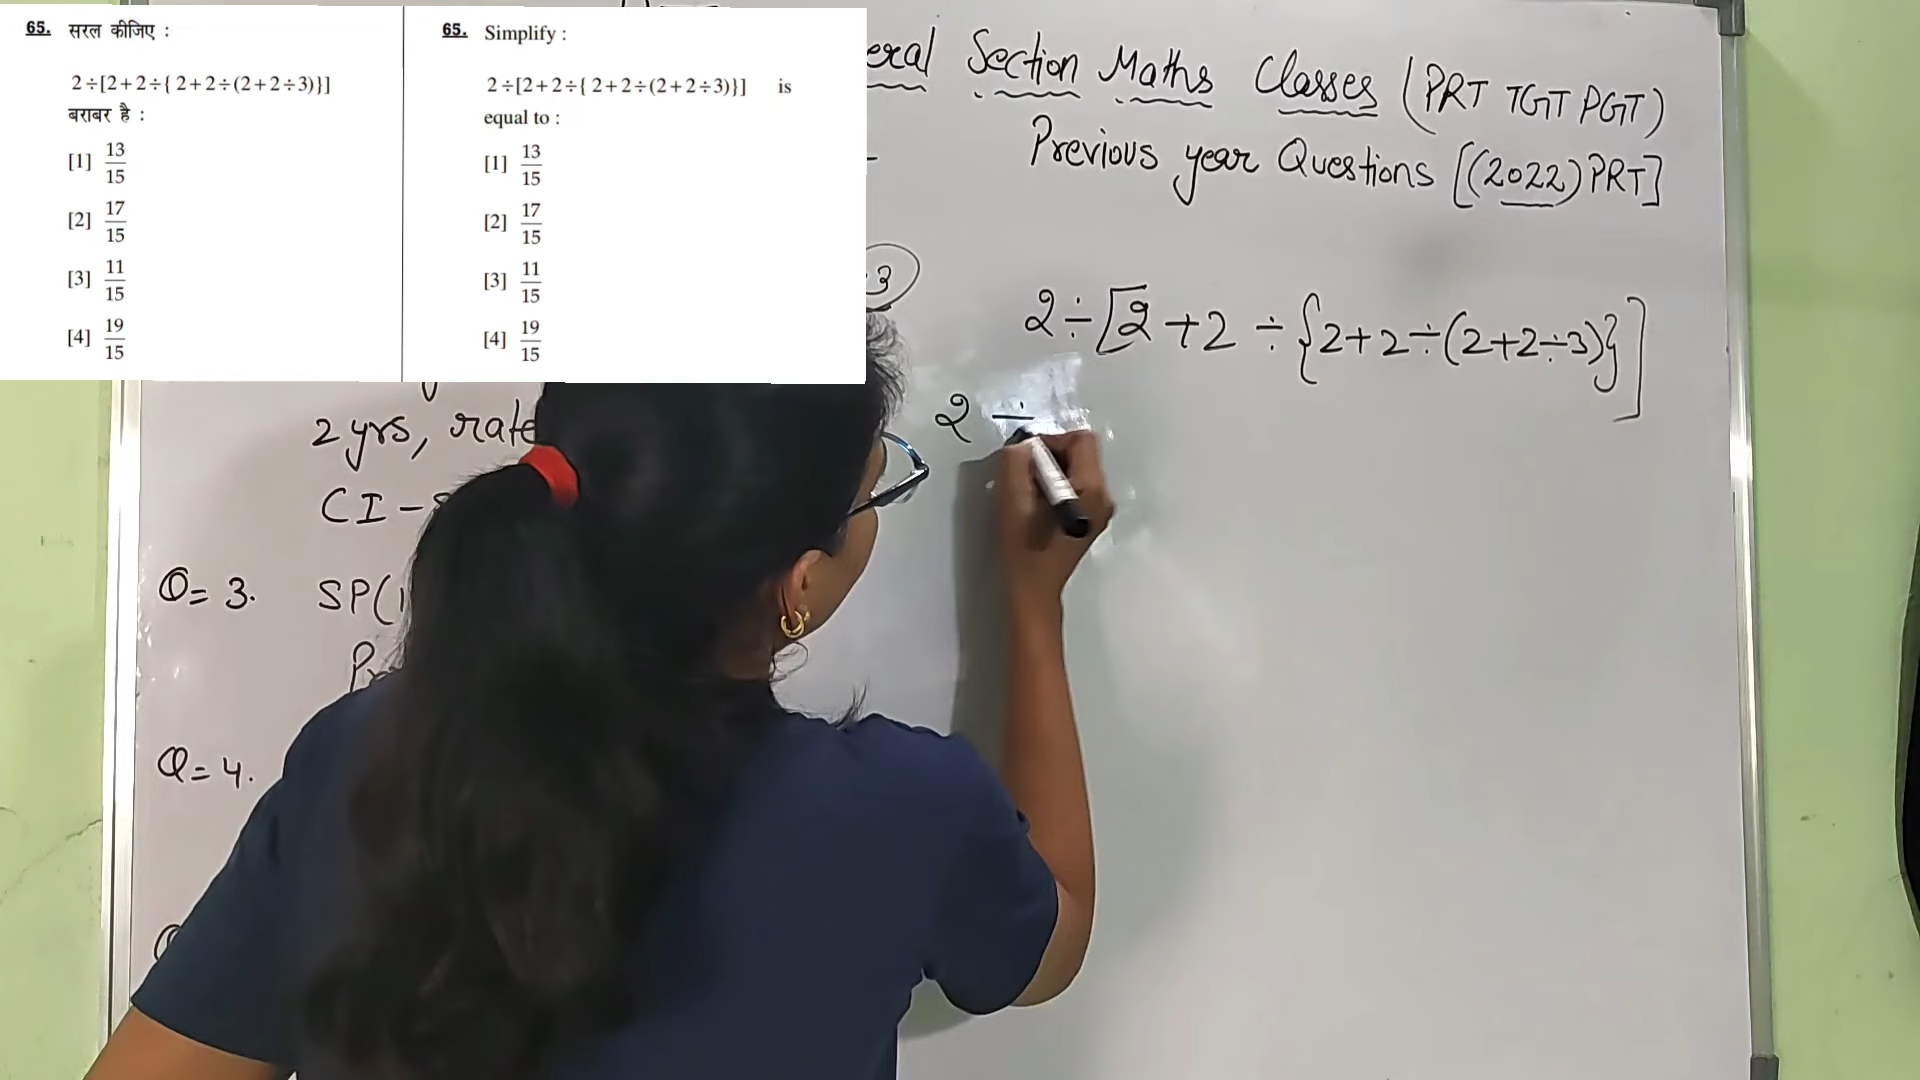 65. सरल कीजिए :
2÷[2+2÷{ 2+2÷(2+2÷3)}]
बराबर है :
[1] 13/15
[2] 17/15
[3] 11/15
[4] 19/15
65. Simplify :
2÷[2+2÷{ 2+2÷(2+2÷3)}] is
equal to :
[1] 13/15
[2] 17/15
[3] 11/15
[4] 19/15
Section Maths Classes (PRT TGT PGT)
Previous year Questions [(2022)PRT]
3
2÷[2+2÷{2+2÷(2+2÷3)}]
2 ÷
2 yrs, rate
CI –
Q= 3. SP(
Q= 4.